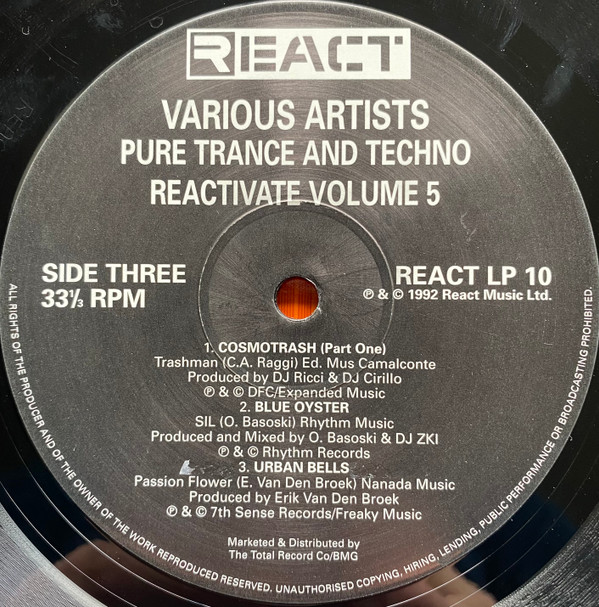 REACT
VARIOUS ARTISTS
PURE TRANCE AND TECHNO
REACTIVATE VOLUME 5
SIDE THREE
33⅓ RPM
REACT LP 10
℗ & © 1992 React Music Ltd.
1. COSMOTRASH (Part One)
Trashman (C.A. Raggi) Ed. Mus Camalconte
Produced by DJ Ricci & DJ Cirillo
℗ & © DFC/Expanded Music
2. BLUE OYSTER
SIL (O. Basoski) Rhythm Music
Produced and Mixed by O. Basoski & DJ ZKI
℗ & © Rhythm Records
3. URBAN BELLS
Passion Flower (E. Van Den Broek) Nanada Music
Produced by Erik Van Den Broek
℗ & © 7th Sense Records/Freaky Music
Marketed & Distributed by
The Total Record Co/BMG
ALL RIGHTS OF THE PRODUCER AND OF THE OWNER OF THE WORK REPRODUCED RESERVED. UNAUTHORISED COPYING, HIRING, LENDING, PUBLIC PERFORMANCE OR BROADCASTING PROHIBITED.